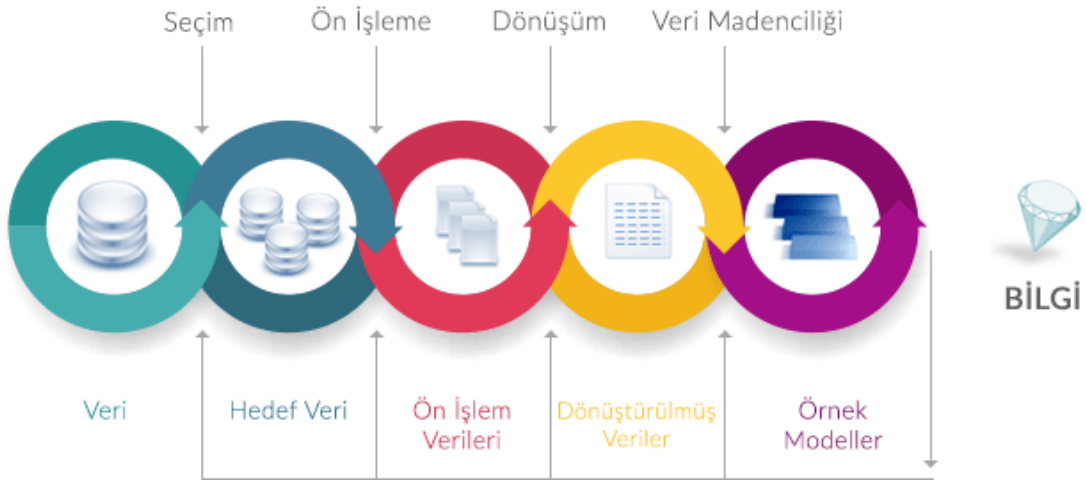 Seçim
Ön İşleme
Dönüşüm
Veri Madenciliği
BİLGİ
Veri
Hedef Veri
Ön İşlem
Verileri
Dönüştürülmüş
Veriler
Örnek
Modeller